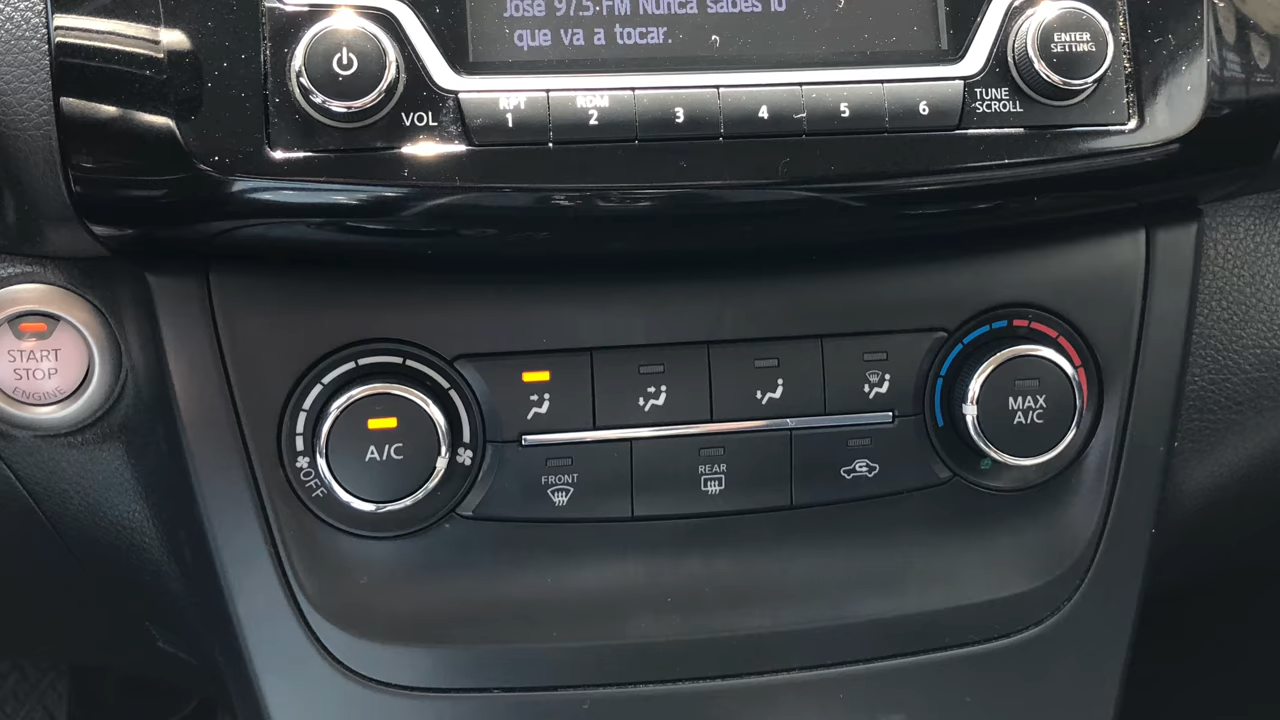 Jose 97.5-FM Nunca sabes lo
que va a tocar.
VOL
RPT
1
RDM
2
3
4
5
6
TUNE
SCROLL
ENTER
SETTING
START
STOP
ENGINE
A/C
OFF
FRONT
REAR
MAX
A/C